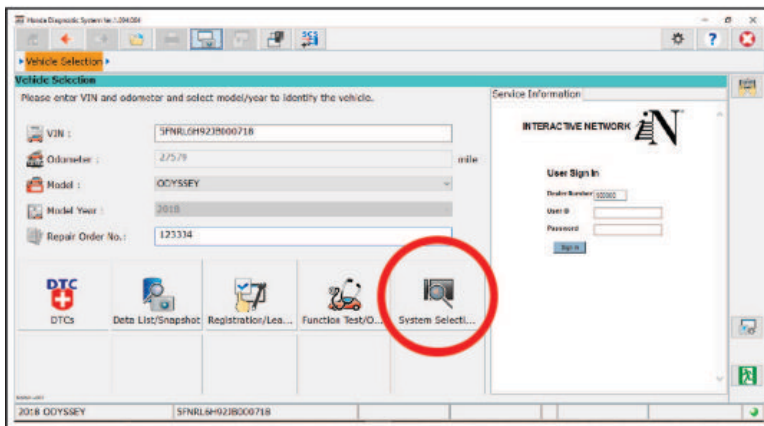 Honda Diagnostic System Ver.1.004.004
Vehicle Selection
Vehicle Selection
Please enter VIN and odometer and select model/year to identify the vehicle.
VIN :
5FNRL6H92JB000718
Odometer :
27579
mile
Model :
ODYSSEY
Model Year :
2018
Repair Order No.:
123334
DTC
DTCs
Data List/Snapshot
Registration/Lea...
Function Test/O...
System Selecti...
Service Information
INTERACTIVE NETWORK iN
User Sign In
Dealer Number
User ID
Password
Sign In
SCS
?
2018 ODYSSEY
5FNRL6H92JB000718